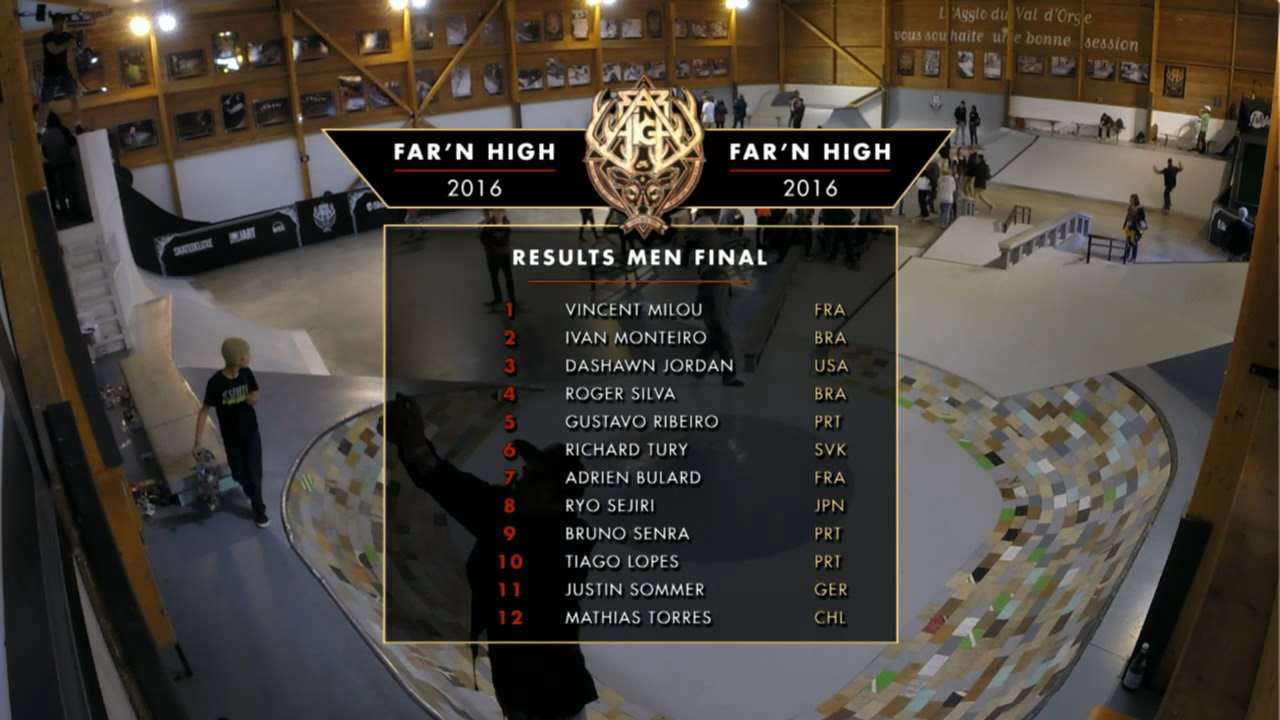 L'Agglo du Val d'Orge
vous souhaite une bonne session
FAR'N HIGH
2016
FAR'N HIGH
2016
SKATEDELUXE
JART
RESULTS MEN FINAL
1 VINCENT MILOU FRA
2 IVAN MONTEIRO BRA
3 DASHAWN JORDAN USA
4 ROGER SILVA BRA
5 GUSTAVO RIBEIRO PRT
6 RICHARD TURY SVK
7 ADRIEN BULARD FRA
8 RYO SEJIRI JPN
9 BRUNO SENRA PRT
10 TIAGO LOPES PRT
11 JUSTIN SOMMER GER
12 MATHIAS TORRES CHL